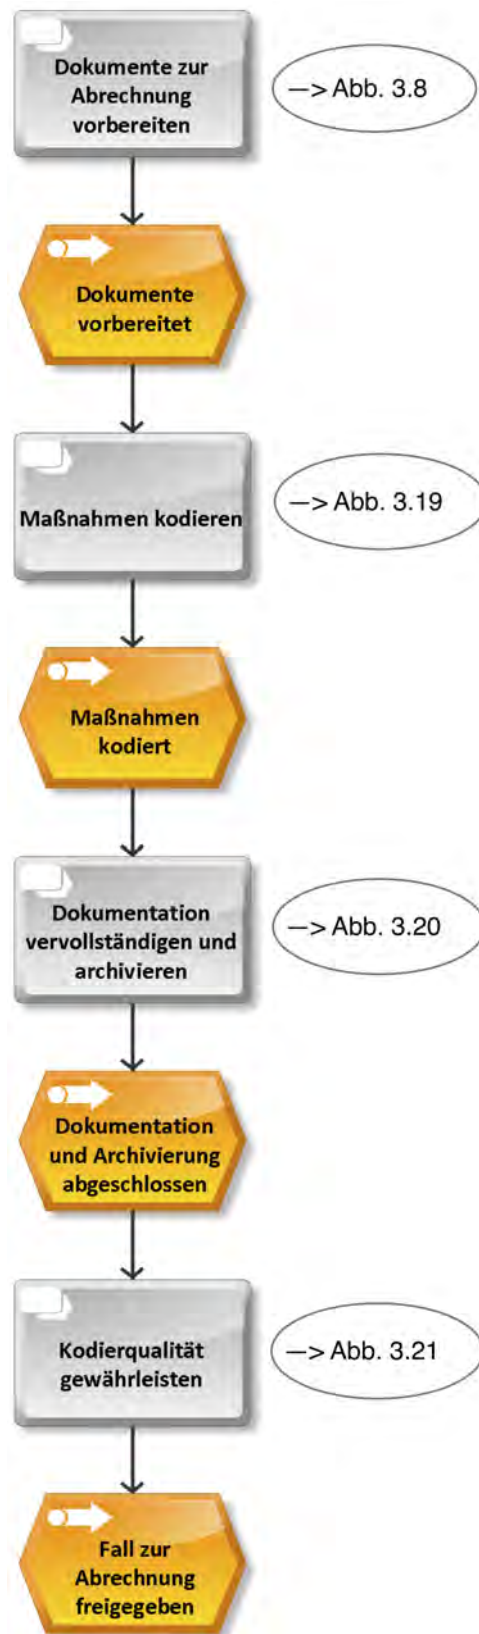 Dokumente zur
Abrechnung
vorbereiten
—> Abb. 3.8
Dokumente
vorbereitet
Maßnahmen kodieren
—> Abb. 3.19
Maßnahmen
kodiert
Dokumentation
vervollständigen und
archivieren
—> Abb. 3.20
Dokumentation
und Archivierung
abgeschlossen
Kodierqualität
gewährleisten
—> Abb. 3.21
Fall zur
Abrechnung
freigegeben